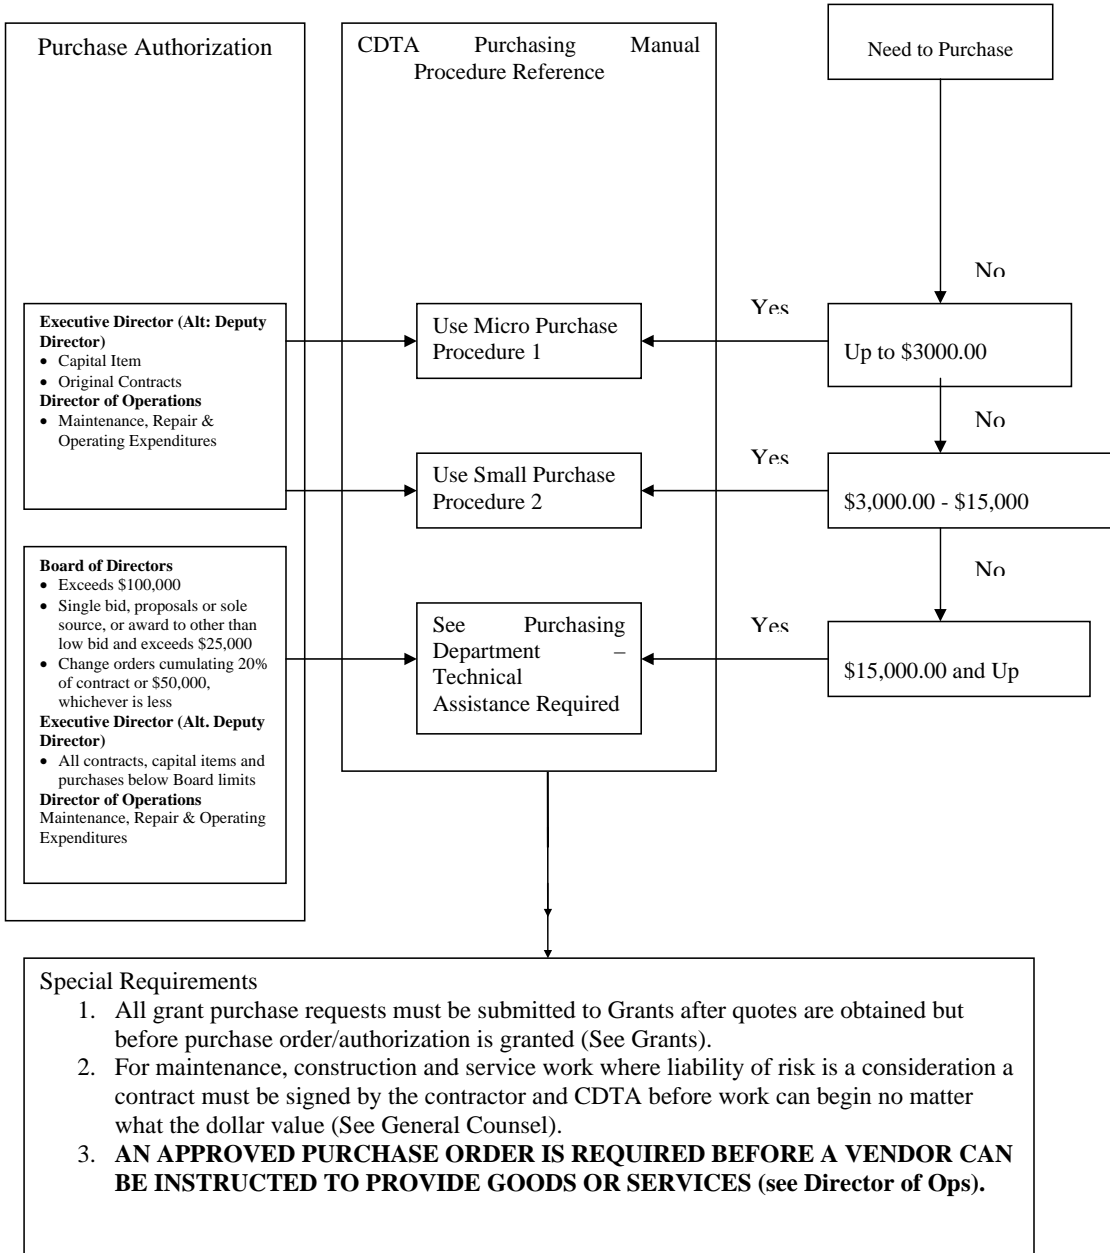 Purchase Authorization
CDTA Purchasing Manual
Procedure Reference
Need to Purchase
No
Executive Director (Alt: Deputy
Director)
• Capital Item
• Original Contracts
Director of Operations
• Maintenance, Repair &
Operating Expenditures
Use Micro Purchase
Procedure 1
Yes
Up to $3000.00
No
Use Small Purchase
Procedure 2
Yes
$3,000.00 - $15,000
No
Board of Directors
• Exceeds $100,000
• Single bid, proposals or sole
source, or award to other than
low bid and exceeds $25,000
• Change orders cumulating 20%
of contract or $50,000,
whichever is less
Executive Director (Alt. Deputy
Director)
• All contracts, capital items and
purchases below Board limits
Director of Operations
Maintenance, Repair & Operating
Expenditures
See Purchasing
Department –
Technical
Assistance Required
Yes
$15,000.00 and Up
Special Requirements
1. All grant purchase requests must be submitted to Grants after quotes are obtained but
before purchase order/authorization is granted (See Grants).
2. For maintenance, construction and service work where liability of risk is a consideration a
contract must be signed by the contractor and CDTA before work can begin no matter
what the dollar value (See General Counsel).
3. AN APPROVED PURCHASE ORDER IS REQUIRED BEFORE A VENDOR CAN
BE INSTRUCTED TO PROVIDE GOODS OR SERVICES (see Director of Ops).